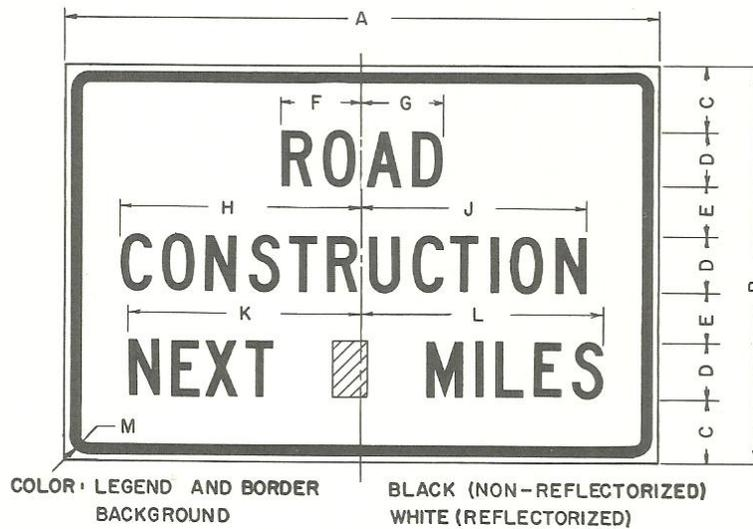 A
F G
ROAD
H J
CONSTRUCTION
K L
NEXT MILES
M
C
D
E
D
E
D
C
COLOR: LEGEND AND BORDER BLACK (NON-REFLECTORIZED)
BACKGROUND WHITE (REFLECTORIZED)